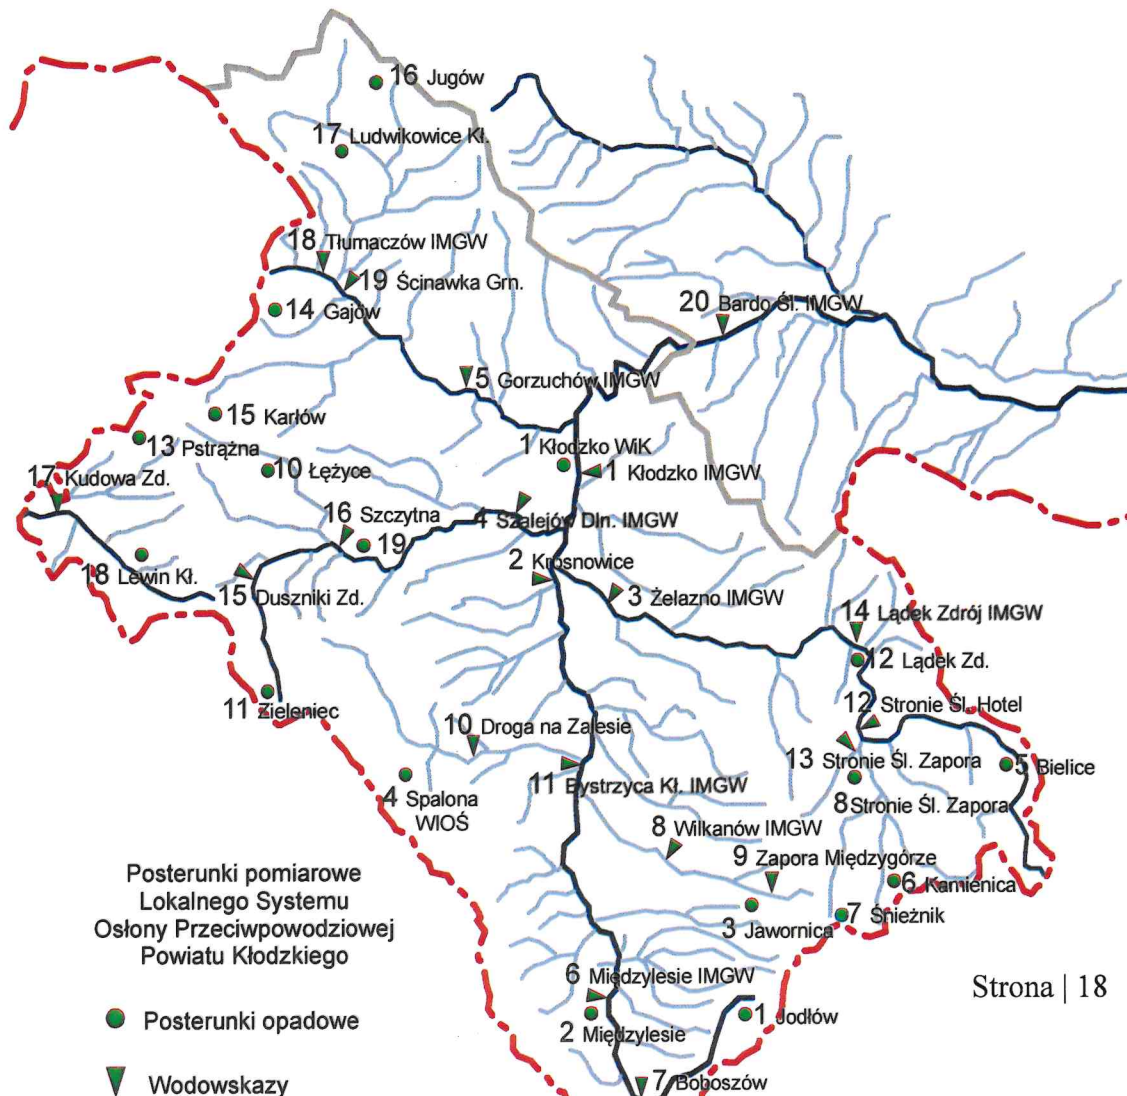 16 Jugów
17 Ludwikowice Kł.
18 Tłumaczów IMGW
19 Ścinawka Grn.
14 Gajów
20 Bardo Śl. IMGW
5 Gorzuchów IMGW
15 Karłów
13 Pstrążna
1 Kłodzko WiK
10 Łężyce
1 Kłodzko IMGW
17 Kudowa Zd.
16 Szczytna
4 Szalejów Dln. IMGW
19
2 Krosnowice
18 Lewin Kł.
15 Duszniki Zd.
3 Żelazno IMGW
14 Lądek Zdrój IMGW
12 Lądek Zd.
11 Zieleniec
12 Stronie Śl. Hotel
10 Droga na Zalesie
13 Stronie Śl. Zapora
5 Bielice
11 Bystrzyca Kł. IMGW
4 Spalona
WIOŚ
8 Stronie Śl. Zapora
8 Wilkanów IMGW
9 Zapora Międzygórze
6 Kamienica
7 Śnieżnik
3 Jawornica
Posterunki pomiarowe
Lokalnego Systemu
Osłony Przeciwpowodziowej
Powiatu Kłodzkiego
6 Międzylesie IMGW
Strona | 18
Posterunki opadowe
2 Międzylesie
1 Jodłów
Wodowskazy
7 Boboszów